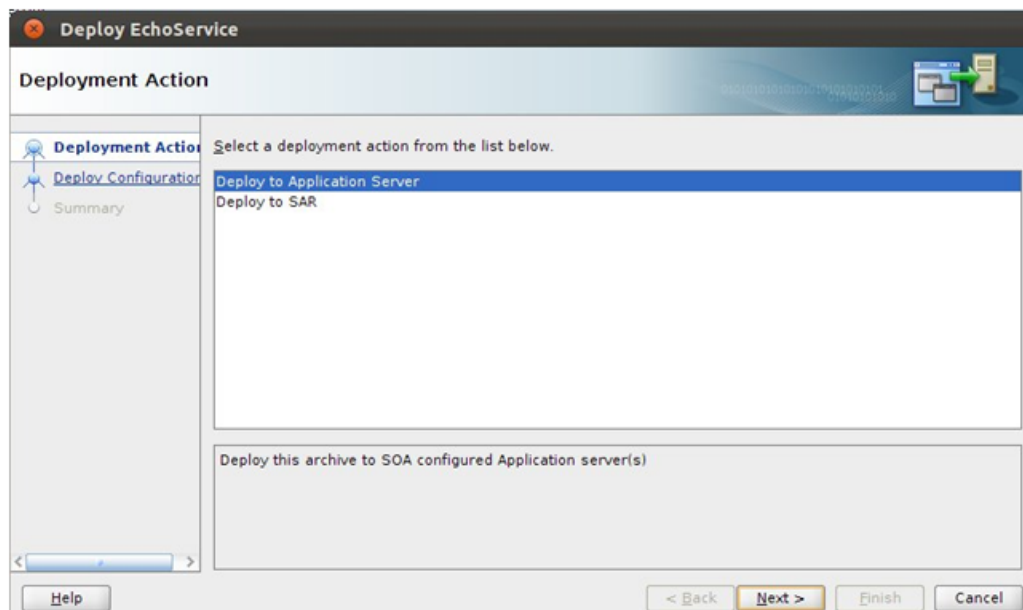 Deploy EchoService
Deployment Action
Deployment Action
Select a deployment action from the list below.
Deploy Configuration
Deploy to Application Server
Summary
Deploy to SAR
Deploy this archive to SOA configured Application server(s)
Help
< Back
Next >
Finish
Cancel